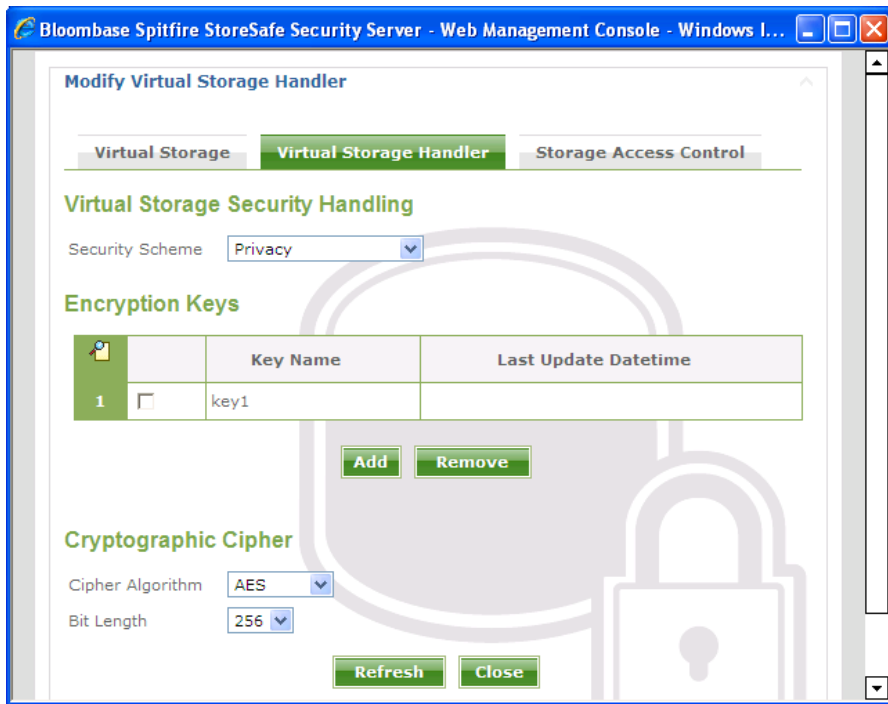 Bloombase Spitfire StoreSafe Security Server - Web Management Console - Windows I...
Modify Virtual Storage Handler
Virtual Storage Virtual Storage Handler Storage Access Control
Virtual Storage Security Handling
Security Scheme Privacy
Encryption Keys
Key Name Last Update Datetime
1 key1
Add Remove
Cryptographic Cipher
Cipher Algorithm AES
Bit Length 256
Refresh Close